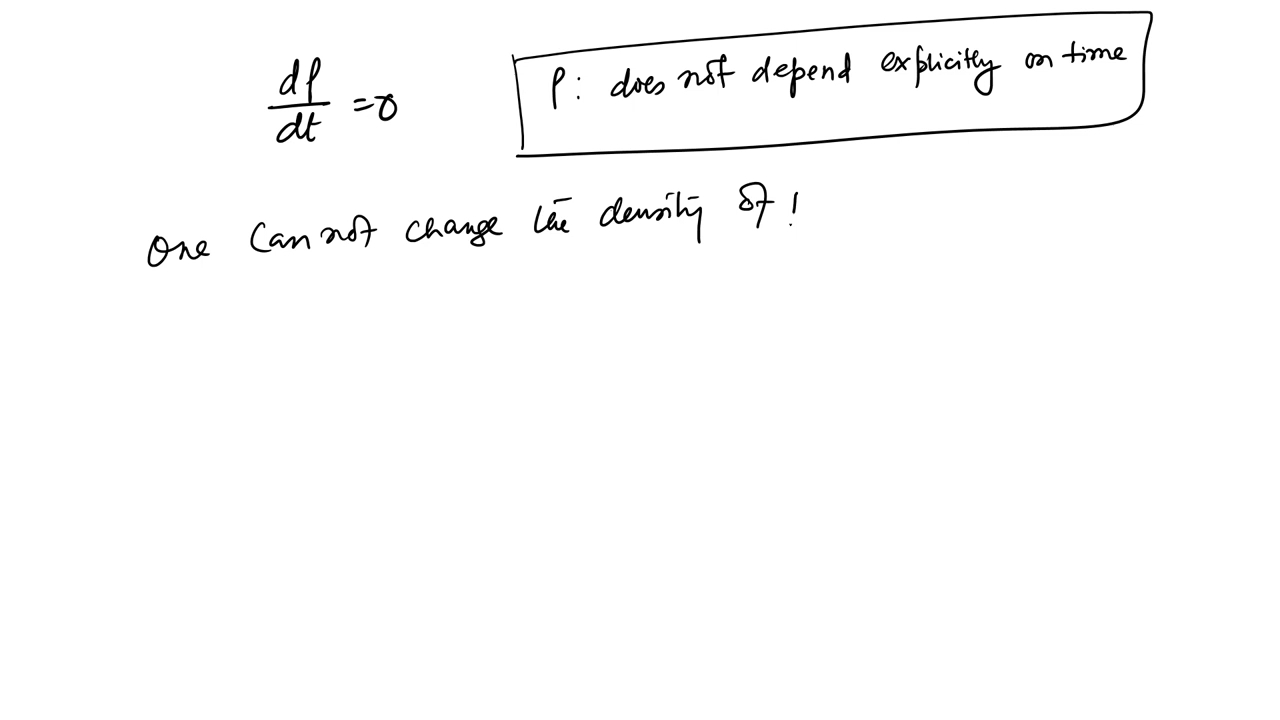 dρ/dt = 0
ρ: does not depend explicitly on time
One can not change the density of!